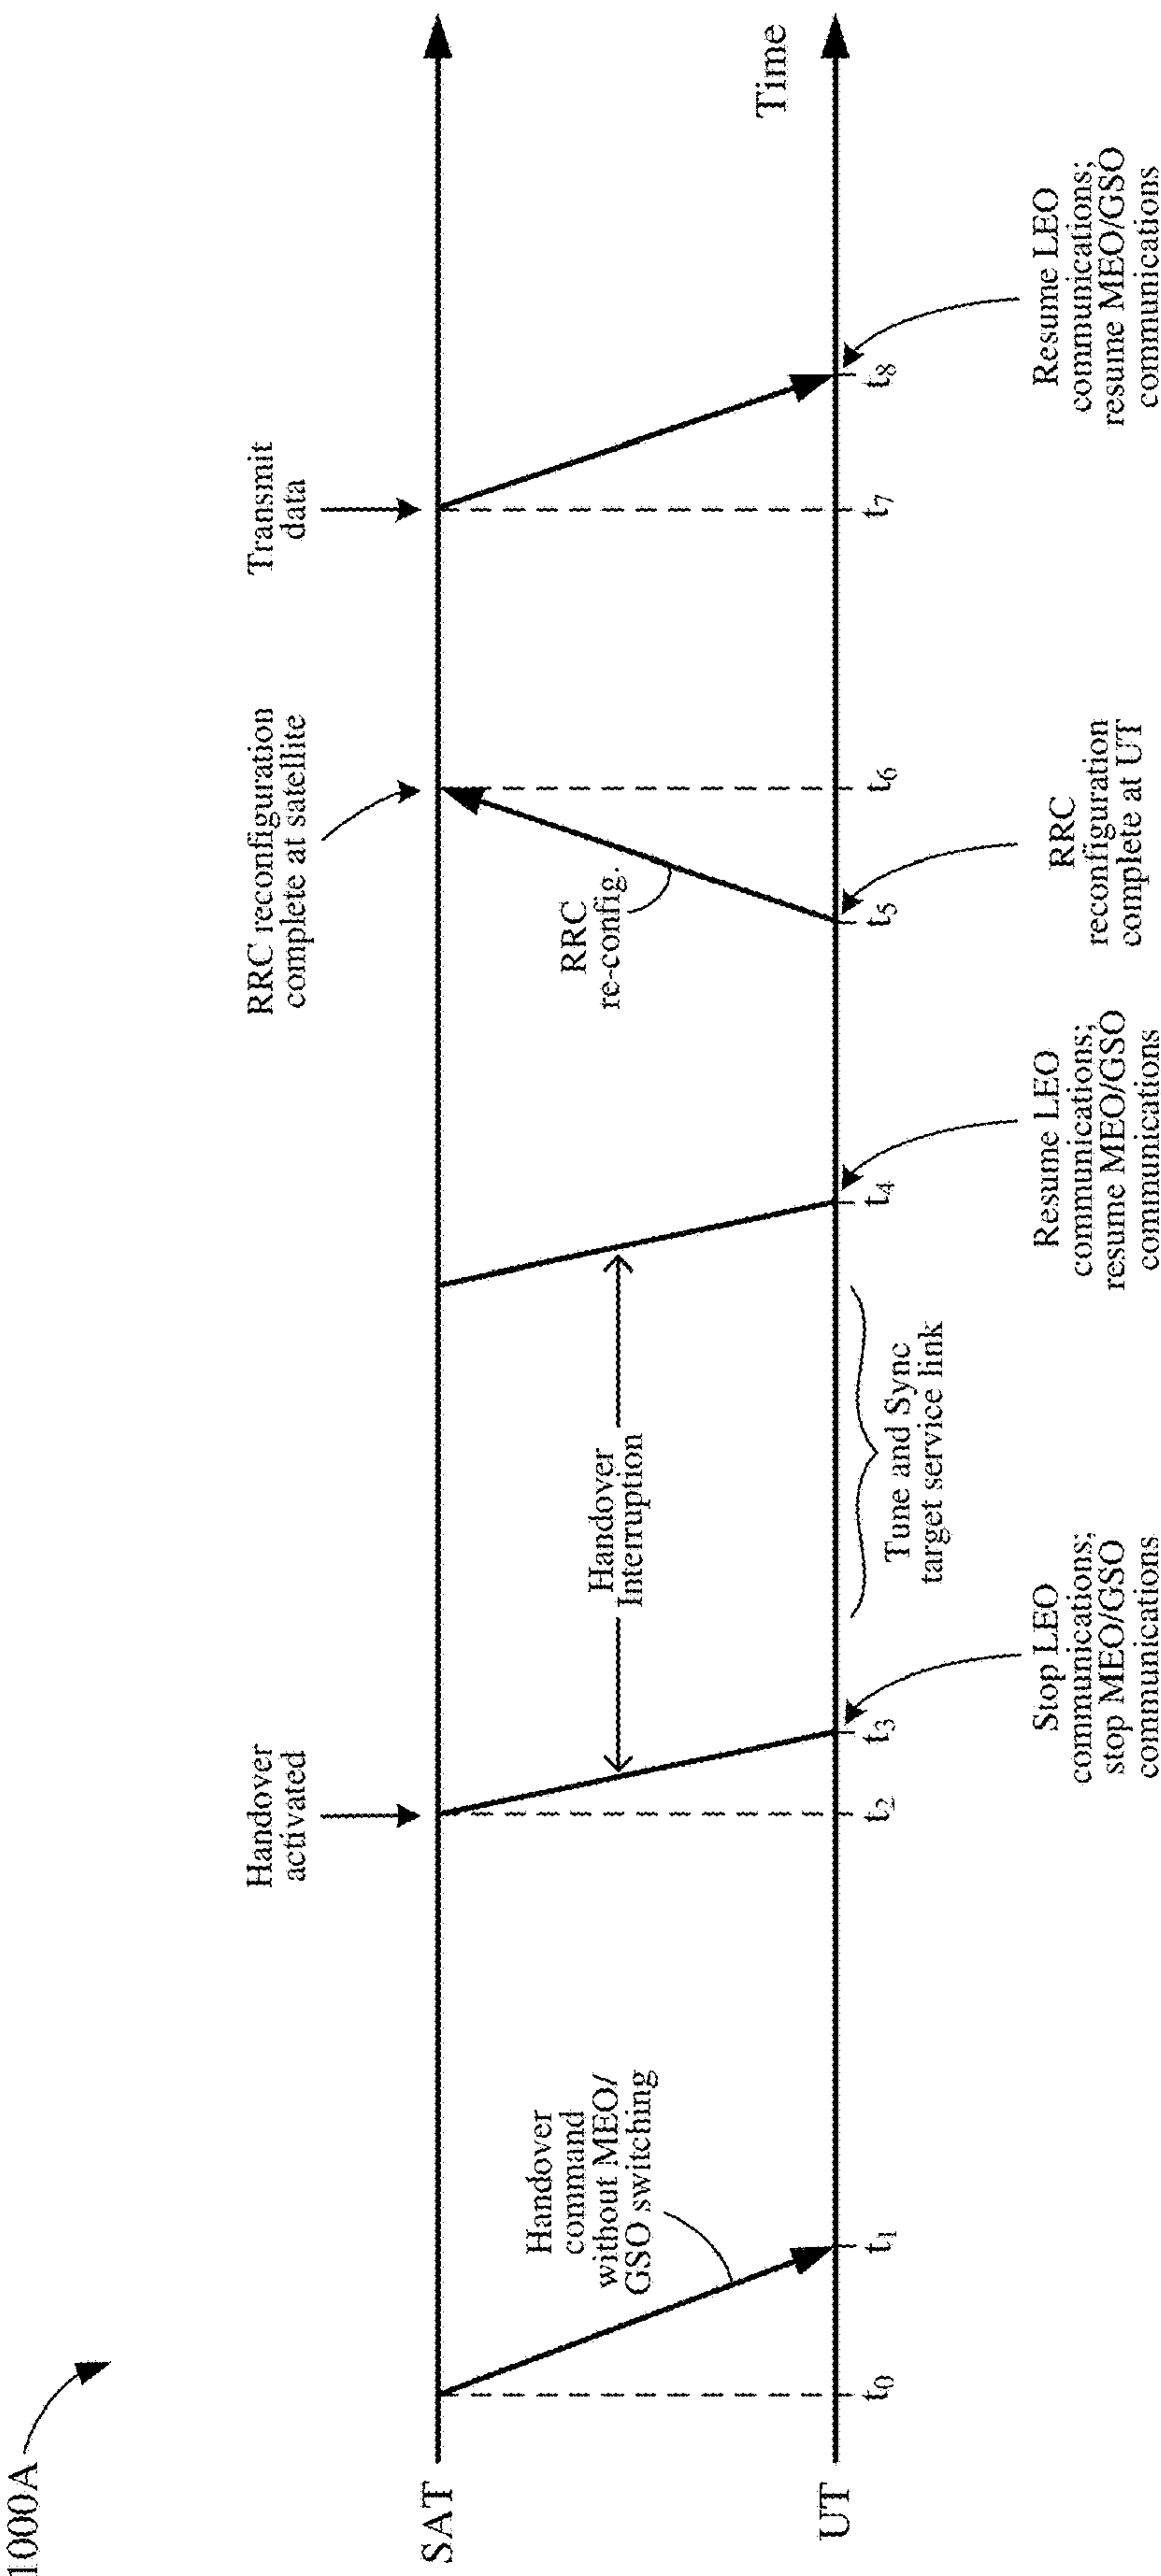 1000A
Handover
activated
RRC reconfiguration
complete at satellite
Transmit
data
SAT
Handover
command
without MEO/
GSO switching
Handover
Interruption
RRC
re-config.
Time
UT
t0
t1
t2
t3
t4
t5
t6
t7
t8
Tune and Sync
target service link
Stop LEO
communications;
stop MEO/GSO
communications
Resume LEO
communications;
resume MEO/GSO
communications
RRC
reconfiguration
complete at UT
Resume LEO
communications;
resume MEO/GSO
communications